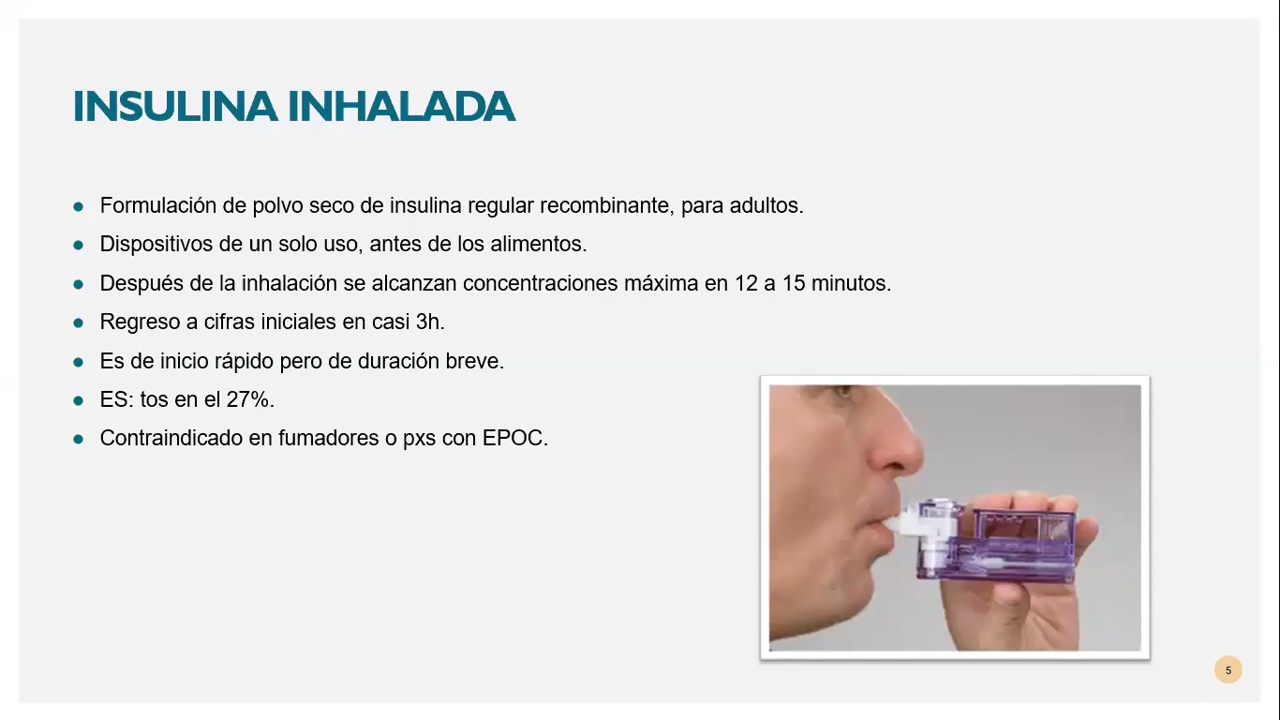 INSULINA INHALADA
● Formulación de polvo seco de insulina regular recombinante, para adultos.
● Dispositivos de un solo uso, antes de los alimentos.
● Después de la inhalación se alcanzan concentraciones máxima en 12 a 15 minutos.
● Regreso a cifras iniciales en casi 3h.
● Es de inicio rápido pero de duración breve.
● ES: tos en el 27%.
● Contraindicado en fumadores o pxs con EPOC.
5